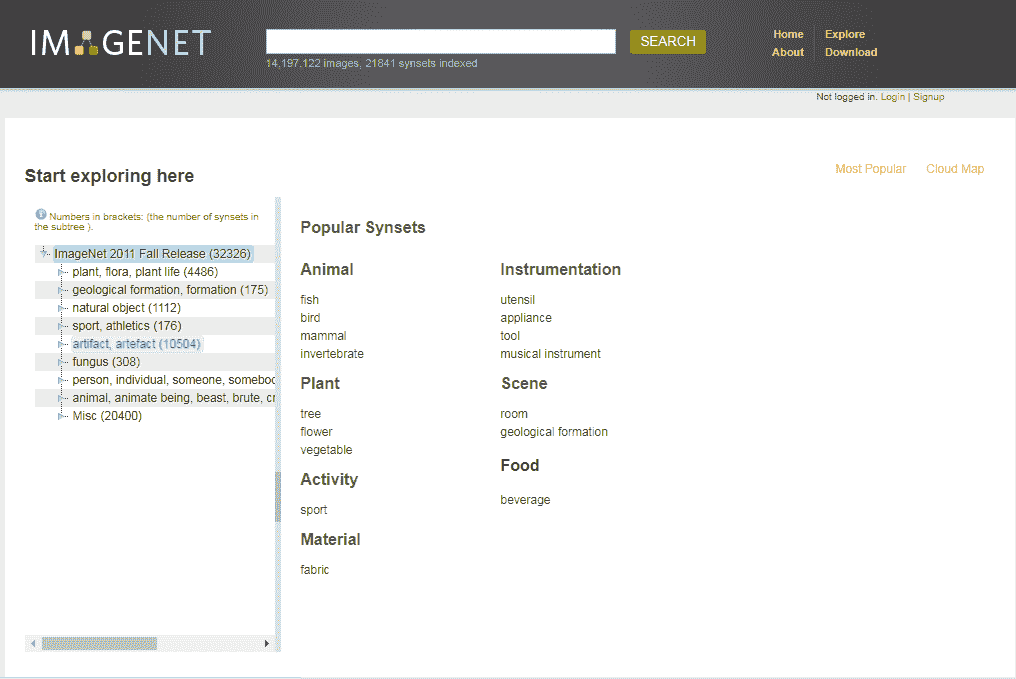 IMAGENET
SEARCH
14,197,122 images, 21841 synsets indexed
Home
Explore
About
Download
Not logged in. Login | Signup
Start exploring here
Most Popular
Cloud Map
Numbers in brackets: (the number of synsets in
the subtree ).
ImageNet 2011 Fall Release (32326)
plant, flora, plant life (4486)
geological formation, formation (175)
natural object (1112)
sport, athletics (176)
artifact, artefact (10504)
fungus (308)
person, individual, someone, somebod
animal, animate being, beast, brute, cr
Misc (20400)
Popular Synsets
Animal
fish
bird
mammal
invertebrate
Plant
tree
flower
vegetable
Activity
sport
Material
fabric
Instrumentation
utensil
appliance
tool
musical instrument
Scene
room
geological formation
Food
beverage